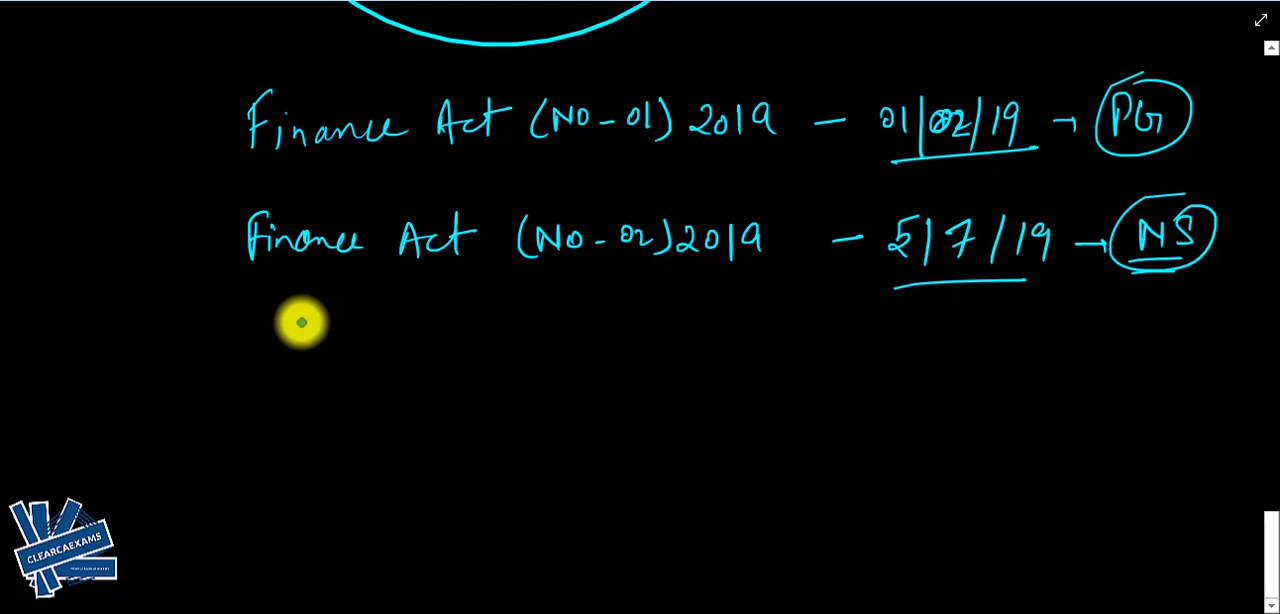 Finance Act (No-01) 2019 - 01/02/19 → PG
Finance Act (No-02) 2019 - 5/7/19 → NS
CLEARCAEXAMS